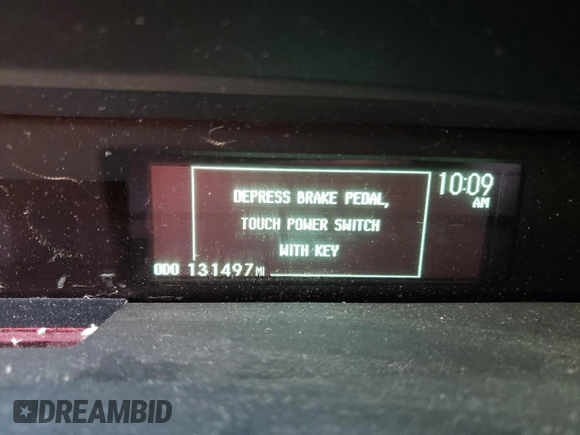 10:09
AM
DEPRESS BRAKE PEDAL,
TOUCH POWER SWITCH
WITH KEY
ODO 131497 MI
DREAMBID